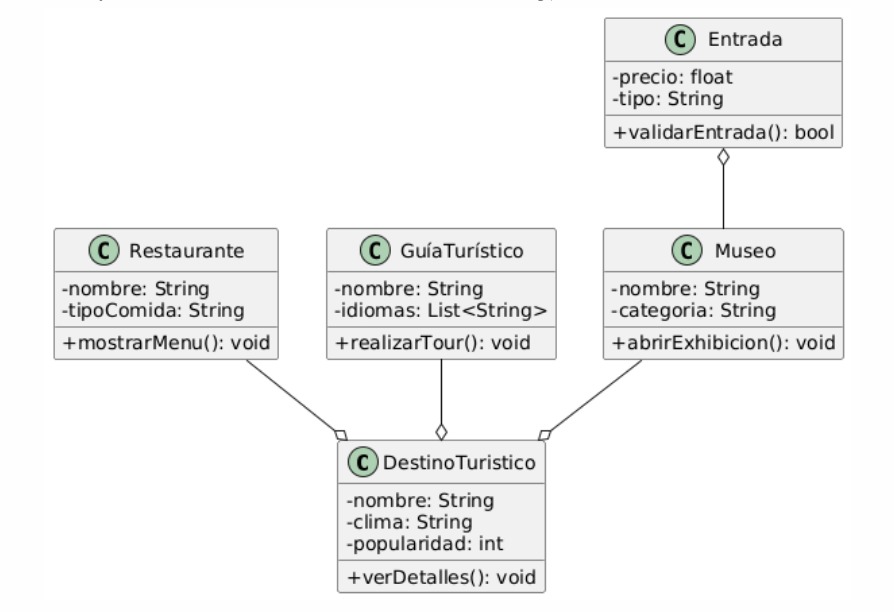 C Entrada
-precio: float
-tipo: String
+validarEntrada(): bool
C Restaurante
-nombre: String
-tipoComida: String
+mostrarMenu(): void
C GuíaTurístico
-nombre: String
-idiomas: List<String>
+realizarTour(): void
C Museo
-nombre: String
-categoria: String
+abrirExhibicion(): void
C DestinoTuristico
-nombre: String
-clima: String
-popularidad: int
+verDetalles(): void